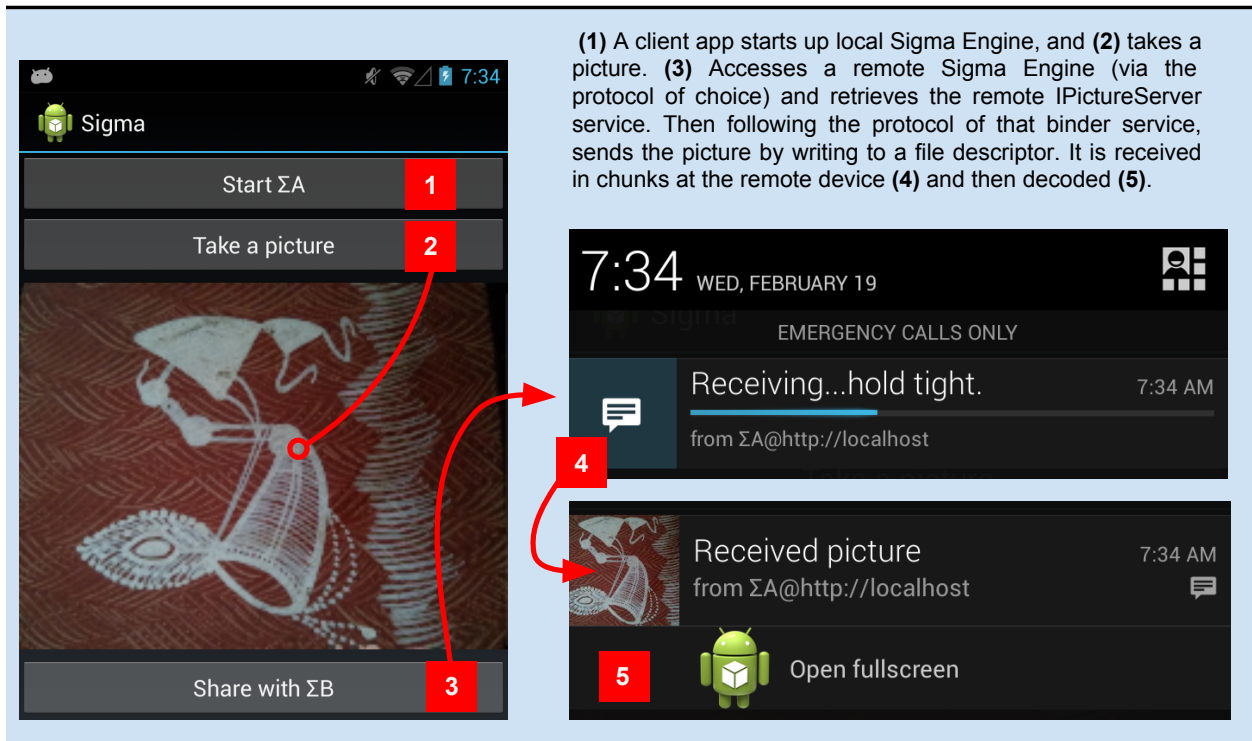 (1) A client app starts up local Sigma Engine, and (2) takes a
picture. (3) Accesses a remote Sigma Engine (via the
protocol of choice) and retrieves the remote IPictureServer
service. Then following the protocol of that binder service,
sends the picture by writing to a file descriptor. It is received
in chunks at the remote device (4) and then decoded (5).
7:34
Sigma
Start ΣA 1
Take a picture 2
Share with ΣB 3
7:34 WED, FEBRUARY 19
Sigma
EMERGENCY CALLS ONLY
Receiving...hold tight. 7:34 AM
from ΣA@http://localhost
4
Take a picture
Received picture 7:34 AM
from ΣA@http://localhost
5 Open fullscreen